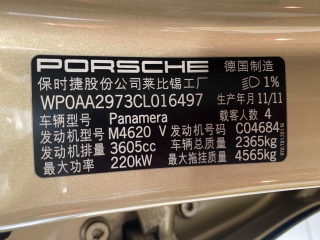 PORSCHE 德国制造
保时捷股份公司莱比锡工厂 1%
WP0AA2973CL016497 生产年月 11/11
车辆型号 Panamera 载客人数 4
发动机型号 M4620 V 发动机号 C04684
发动机排量 3605cc 车辆总质量 2365kg
最大功率 220kW 最大拖挂质量 4565kg